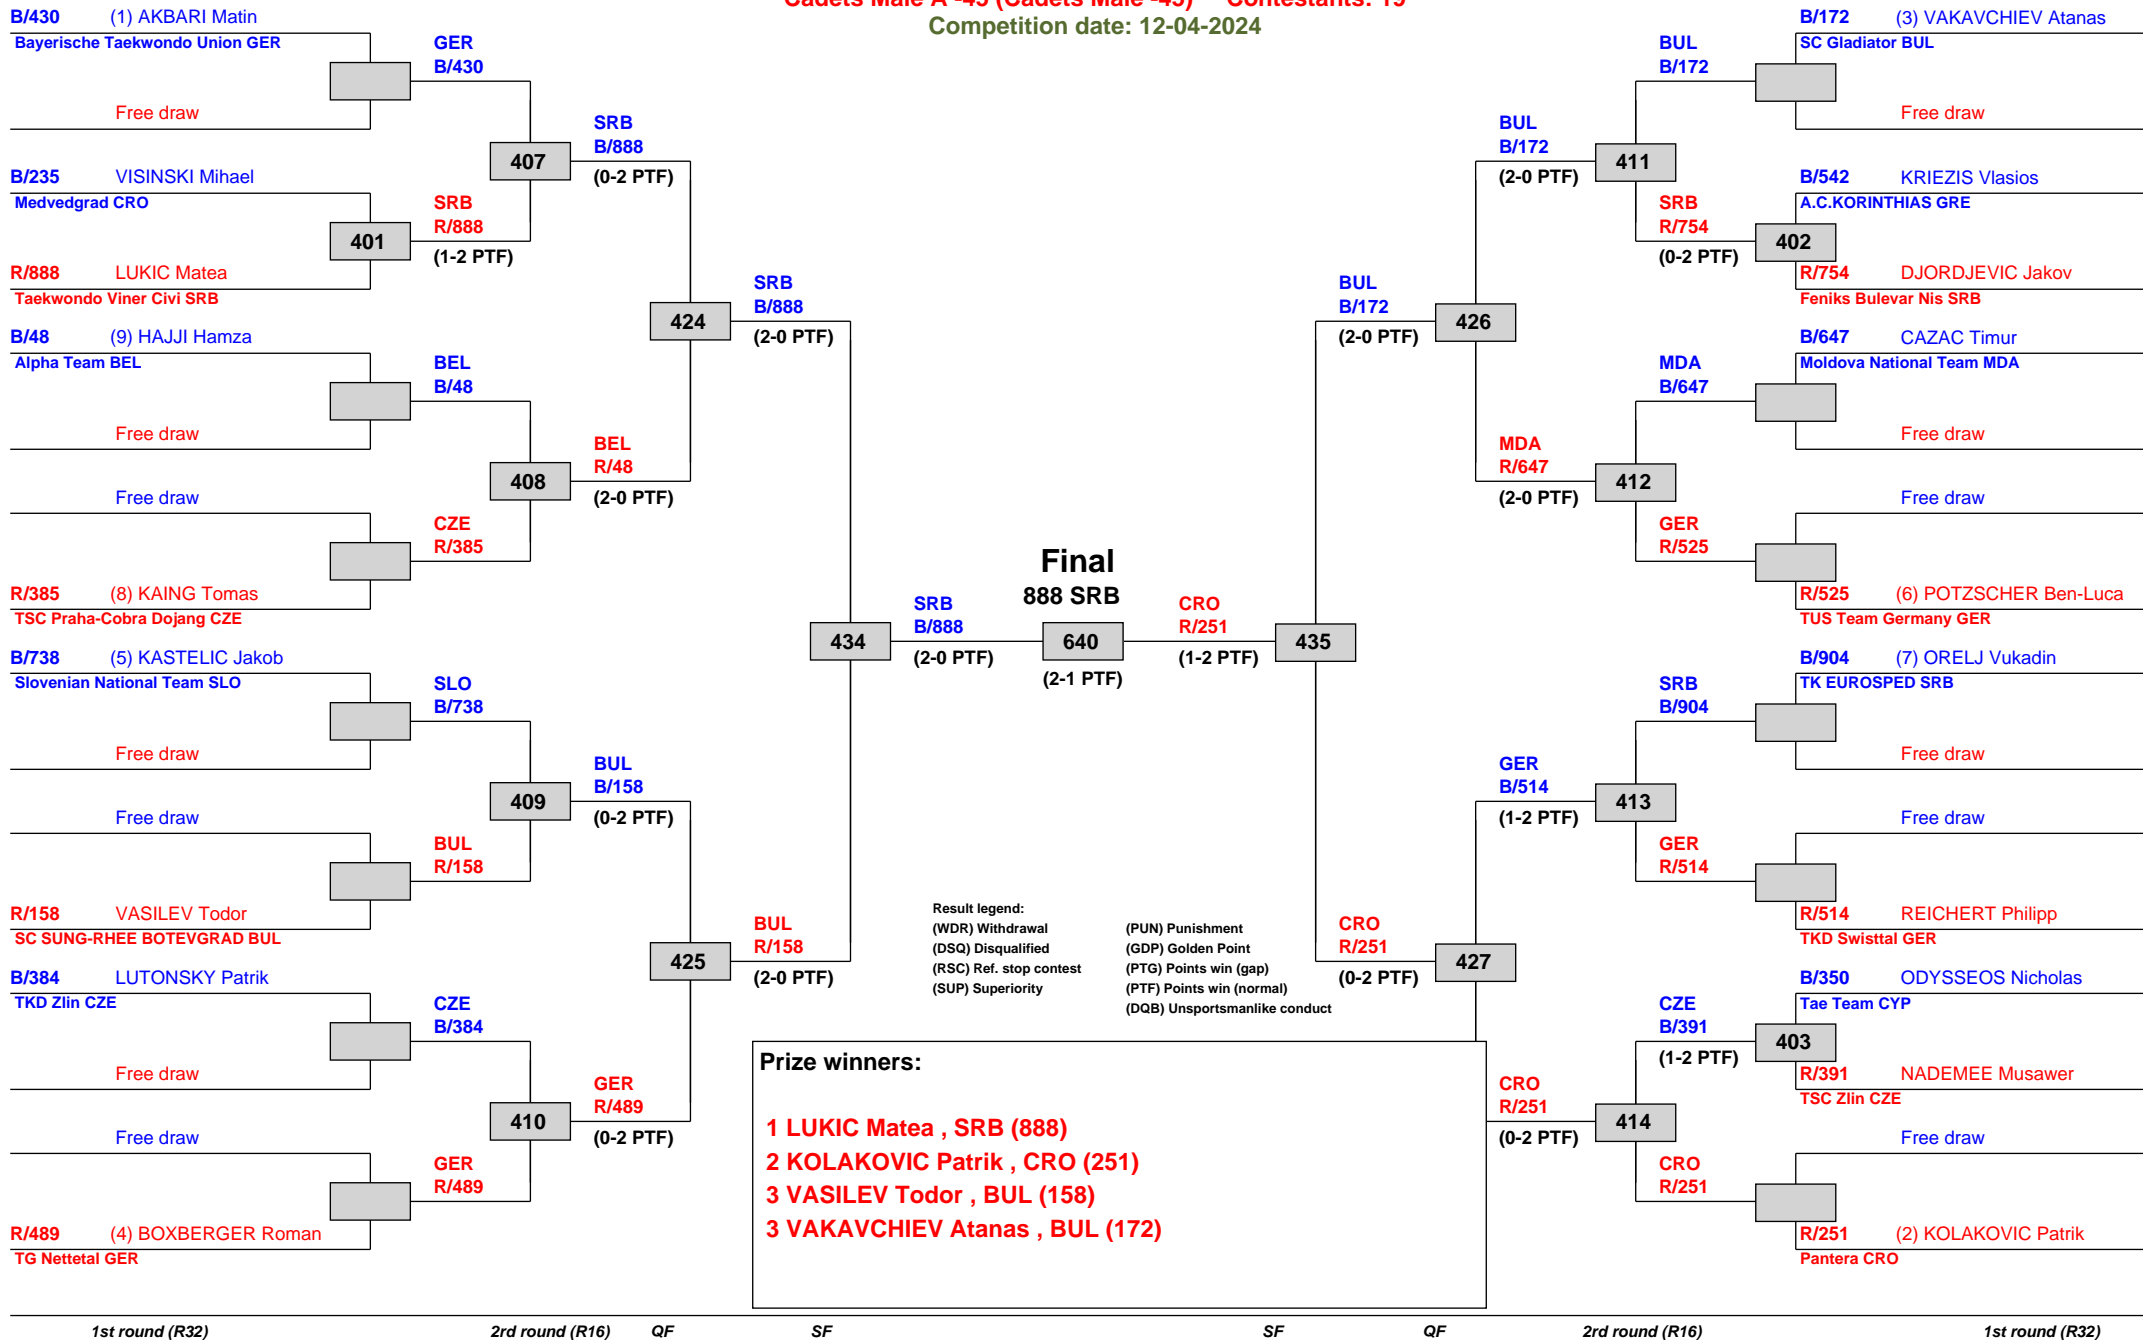 Cadets Male A -45 (Cadets Male -45) Contestants: 19
Competition date: 12-04-2024
B/430 (1) AKBARI Matin
Bayerische Taekwondo Union GER
Free draw
B/235 VISINSKI Mihael
Medvedgrad CRO
R/888 LUKIC Matea
Taekwondo Viner Civi SRB
B/48 (9) HAJJI Hamza
Alpha Team BEL
Free draw
Free draw
R/385 (8) KAING Tomas
TSC Praha-Cobra Dojang CZE
B/738 (5) KASTELIC Jakob
Slovenian National Team SLO
Free draw
Free draw
R/158 VASILEV Todor
SC SUNG-RHEE BOTEVGRAD BUL
B/384 LUTONSKY Patrik
TKD Zlin CZE
Free draw
Free draw
R/489 (4) BOXBERGER Roman
TG Nettetal GER
GER
B/430
401
SRB
R/888
(1-2 PTF)
BEL
B/48
CZE
R/385
SLO
B/738
BUL
R/158
CZE
B/384
GER
R/489
407
SRB
B/888
(0-2 PTF)
408
BEL
R/48
(2-0 PTF)
409
BUL
B/158
(0-2 PTF)
410
GER
R/489
(0-2 PTF)
424
SRB
B/888
(2-0 PTF)
425
BUL
R/158
(2-0 PTF)
434
SRB
B/888
(2-0 PTF)
Final
888 SRB
640
(2-1 PTF)
CRO
R/251
(1-2 PTF)
435
BUL
B/172
(2-0 PTF)
426
CRO
R/251
(0-2 PTF)
427
BUL
B/172
(2-0 PTF)
411
MDA
R/647
(2-0 PTF)
412
GER
B/514
(1-2 PTF)
413
CRO
R/251
(0-2 PTF)
414
BUL
B/172
SRB
R/754
(0-2 PTF)
402
MDA
B/647
GER
R/525
SRB
B/904
GER
R/514
CZE
B/391
(1-2 PTF)
403
CRO
R/251
B/172 (3) VAKAVCHIEV Atanas
SC Gladiator BUL
Free draw
B/542 KRIEZIS Vlasios
A.C.KORINTHIAS GRE
R/754 DJORDJEVIC Jakov
Feniks Bulevar Nis SRB
B/647 CAZAC Timur
Moldova National Team MDA
Free draw
Free draw
R/525 (6) POTZSCHER Ben-Luca
TUS Team Germany GER
B/904 (7) ORELJ Vukadin
TK EUROSPED SRB
Free draw
Free draw
R/514 REICHERT Philipp
TKD Swisttal GER
B/350 ODYSSEOS Nicholas
Tae Team CYP
R/391 NADEMEE Musawer
TSC Zlin CZE
Free draw
R/251 (2) KOLAKOVIC Patrik
Pantera CRO
Result legend:
(WDR) Withdrawal (PUN) Punishment
(DSQ) Disqualified (GDP) Golden Point
(RSC) Ref. stop contest (PTG) Points win (gap)
(SUP) Superiority (PTF) Points win (normal)
(DQB) Unsportsmanlike conduct
Prize winners:
1 LUKIC Matea , SRB (888)
2 KOLAKOVIC Patrik , CRO (251)
3 VASILEV Todor , BUL (158)
3 VAKAVCHIEV Atanas , BUL (172)
1st round (R32) 2rd round (R16) QF SF SF QF 2rd round (R16) 1st round (R32)